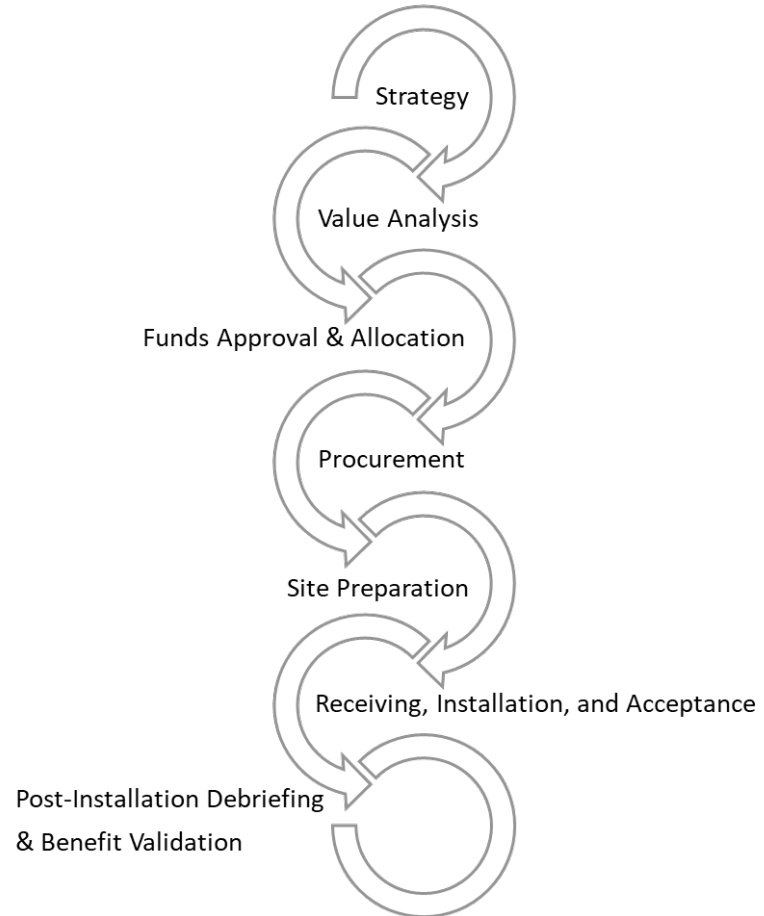 Strategy
Value Analysis
Funds Approval & Allocation
Procurement
Site Preparation
Receiving, Installation, and Acceptance
Post-Installation Debriefing
& Benefit Validation